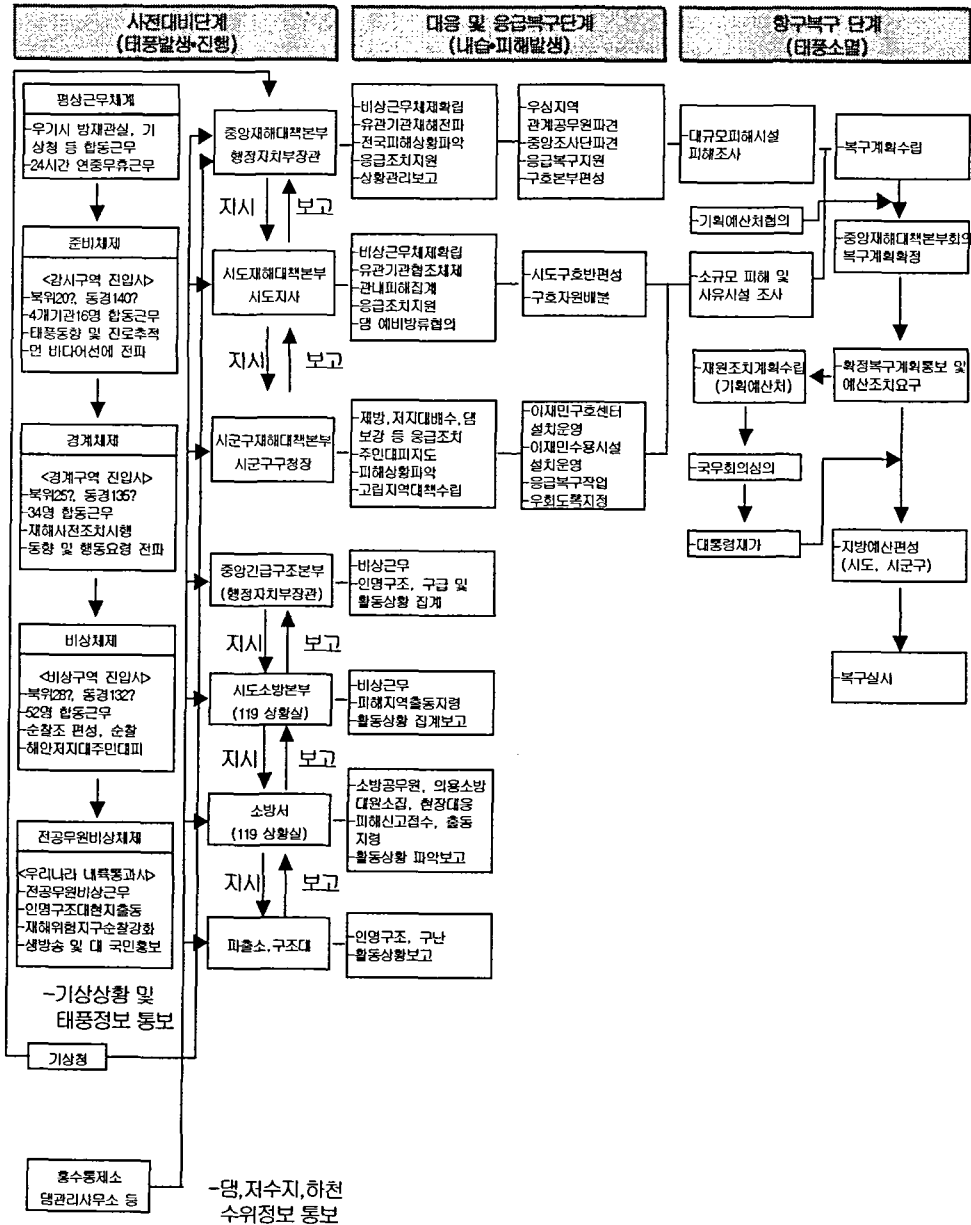 사전대비단계
(태풍발생•진행)
대응 및 응급복구단계
(내습•피해발생)
항구복구 단계
(태풍소멸)
평상근무체계
-우기시 방재관실, 기
상청 등 합동근무
-24시간 연중무휴근무
준비체제
<감시구역 진입시>
-북위20?, 동경140?
-4개기관16명 합동근무
-태풍동향 및 진로추적
-먼 바다어선에 전파
경계체제
<경계구역 진입시>
-북위25?, 동경135?
-34명 합동근무
-재해사전조치시행
-동향 및 행동요령 전파
비상체제
<비상구역 진입시>
-북위28?, 동경132?
-52명 합동근무
-순찰조 편성, 순찰
-해안저지대주민대피
전공무원비상체제
<우리나라 내륙통과시>
-전공무원비상근무
-인명구조대현지출동
-재해위험지구순찰강화
-생방송 및 대 국민홍보
-기상상황 및
태풍정보 통보
기상청
홍수통제소
댐관리사무소 등
-댐,저수지,하천
수위정보 통보
중앙재해대책본부
행정자치부장관
지시
보고
시도재해대책본부
시도지사
지시
보고
시군구재해대책본부
시군구구청장
중앙긴급구조본부
(행정자치부장관)
지시
보고
시도소방본부
(119 상황실)
지시
보고
소방서
(119 상황실)
지시
보고
파출소,구조대
-비상근무체제확립
-유관기관재해전파
-전국피해상황파악
-응급조치지원
-상황관리보고
-우심지역
관계공무원파견
-중앙조사단파견
-응급복구지원
-구호본부편성
-비상근무체제확립
-유관기관협조체제
-관내피해집계
-응급조치지원
-댐 예비방류협의
-시도구호반편성
-구호자원배분
-제방,저지대배수,댐
보강 등 응급조치
-주민대피지도
-피해상황파악
-고립지역대책수립
-이재민구호센터
설치운영
-이재민수용시설
설치운영
-응급복구작업
-우회도록지정
-비상근무
-인명구조, 구급 및
활동상황 집계
-비상근무
-피해지역출동지령
-활동상황 집계보고
-소방공무원, 의용소방
대원소집, 현장대응
-피해신고접수, 출동
지령
-활동상황 파악보고
-인명구조, 구난
-활동상황보고
-대규모피해시설
피해조사
-기획예산처협의
-소규모 피해 및
사유시설 조사
-재원조치계획수립
(기획예산처)
-국무회의심의
-대통령재가
-복구계획수립
-중앙재해대책본부회의
복구계획확정
-확정복구계획통보 및
예산조치요구
-지방예산편성
(시도, 시군구)
-복구실시